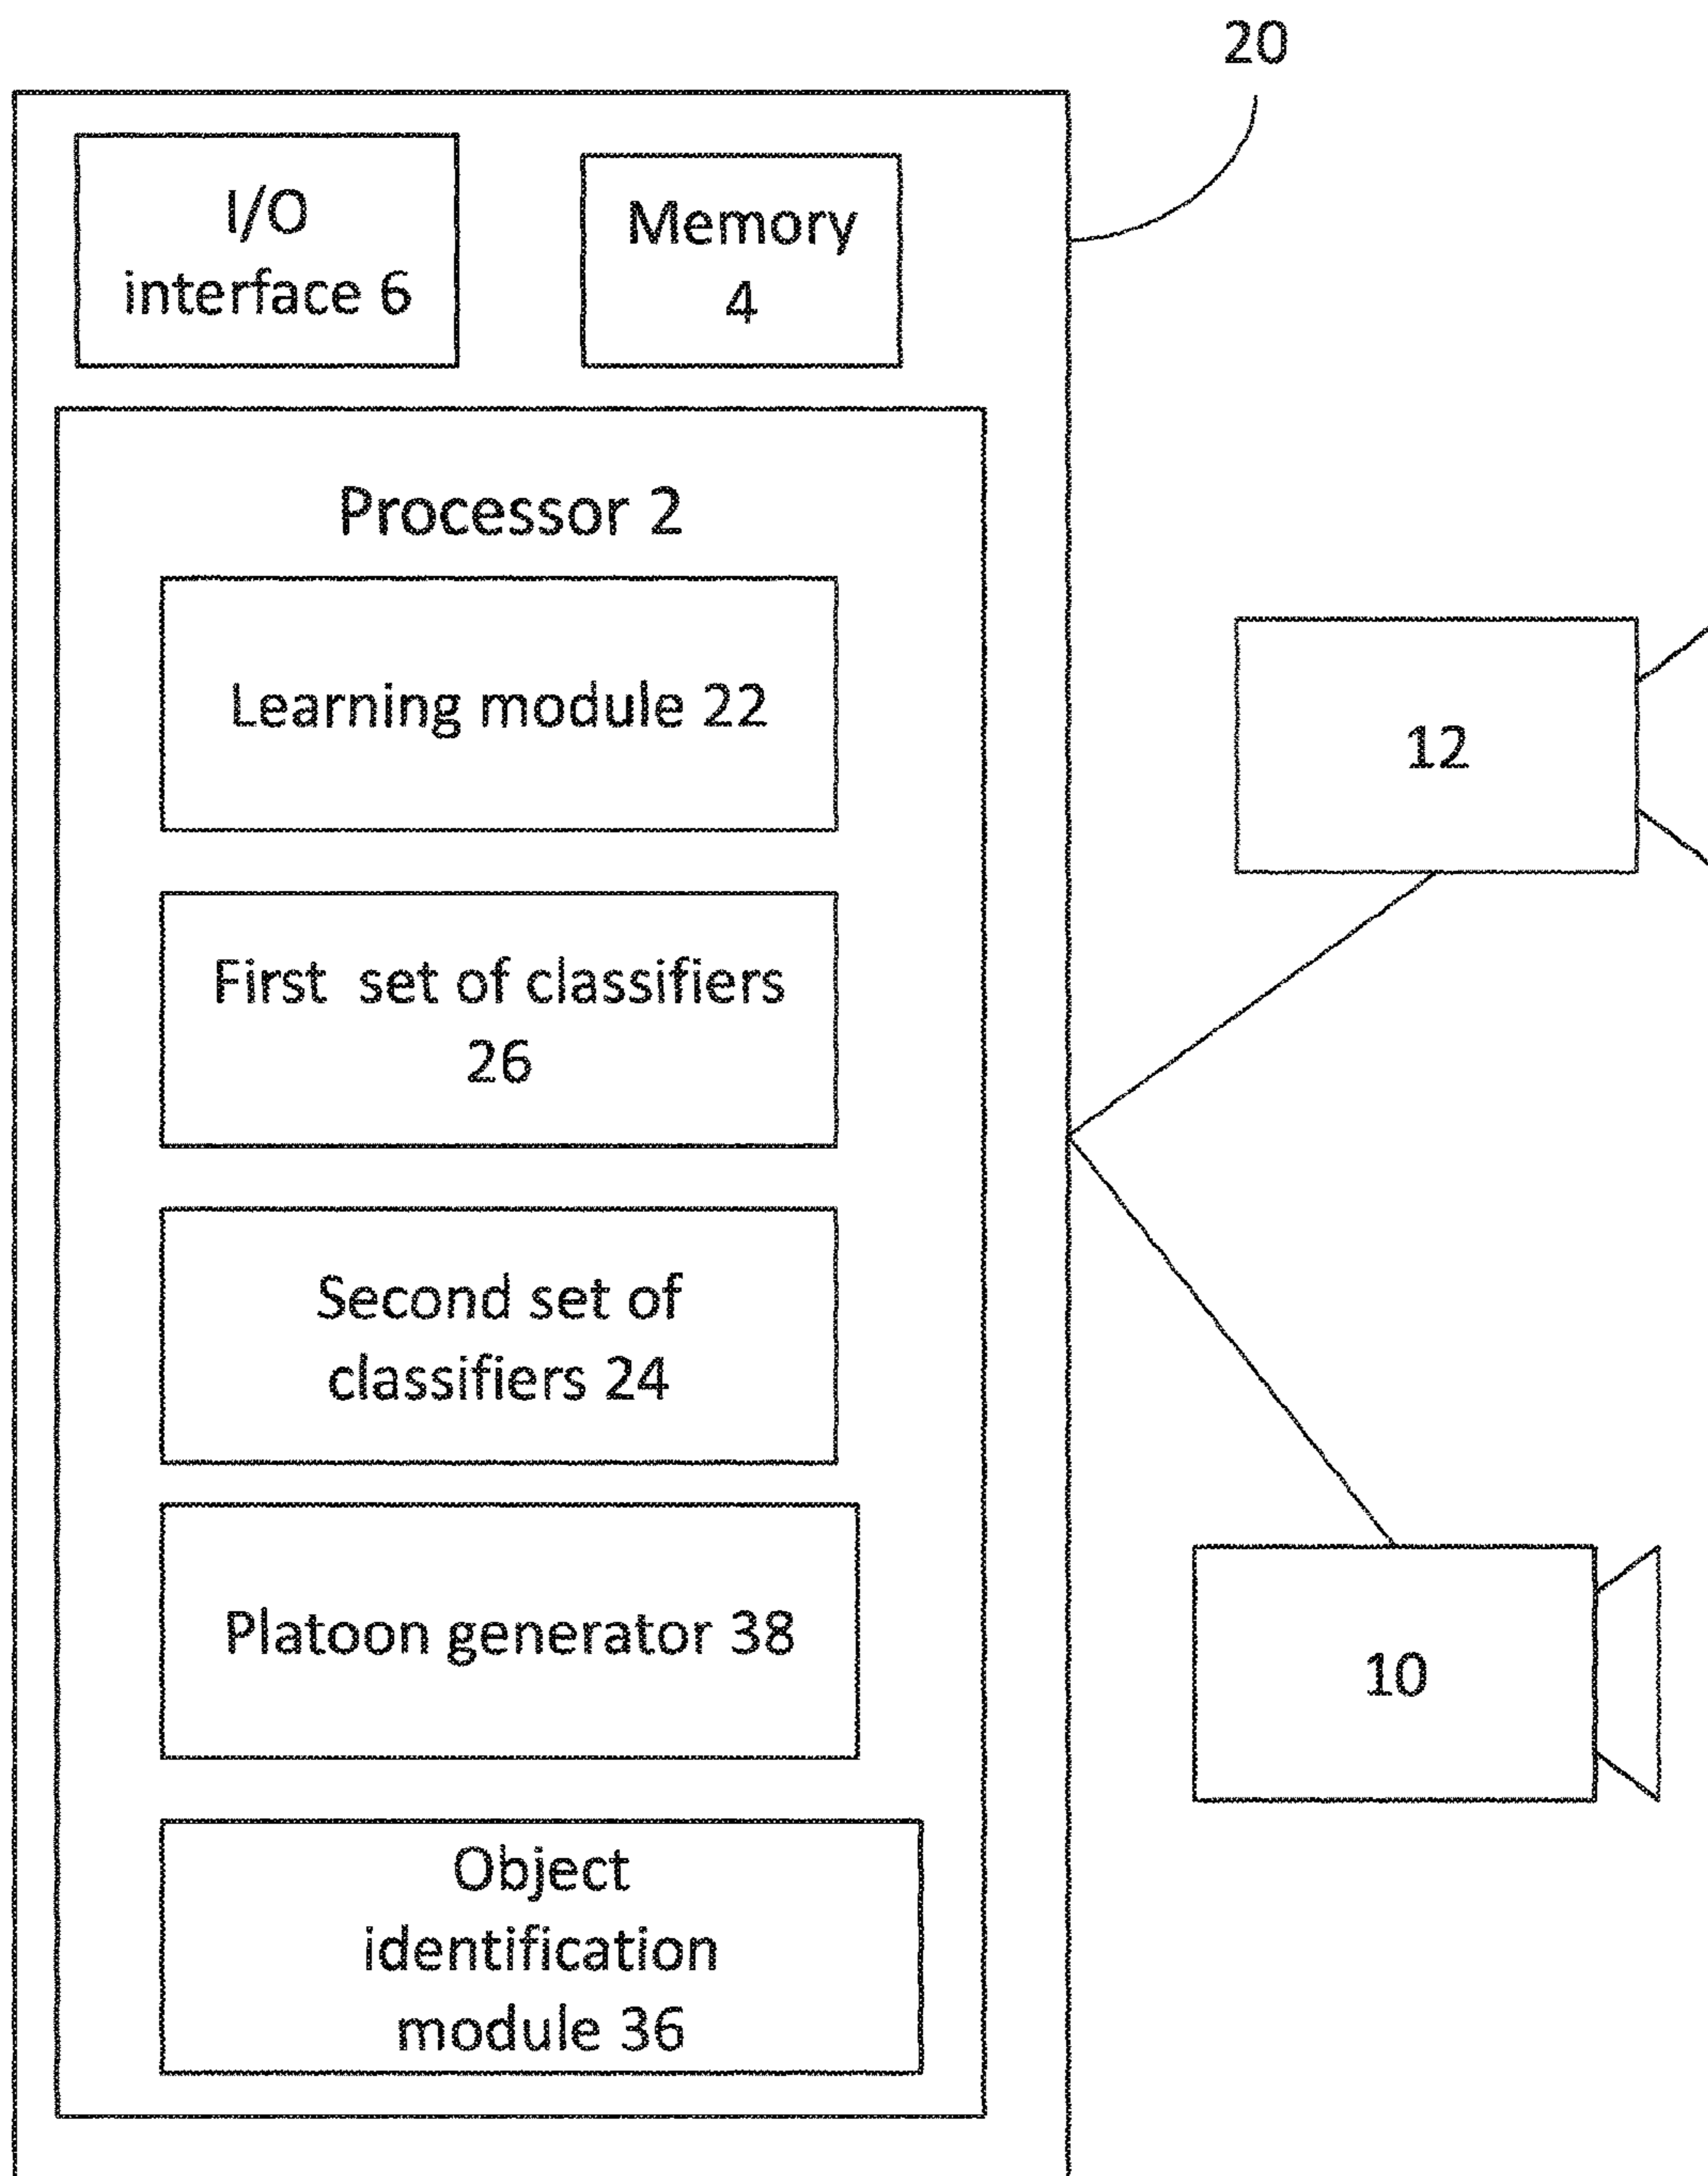 20
I/O
interface 6
Memory
4
Processor 2
Learning module 22
12
First set of classifiers
26
Second set of
classifiers 24
Platoon generator 38
10
Object
identification
module 36